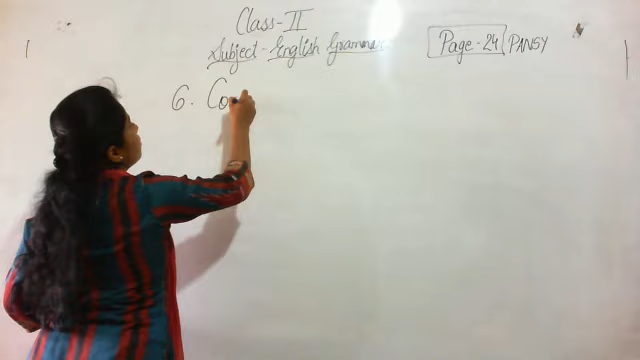 Class-II
Subject - English Grammar
Page-24 PANSY
6. Co